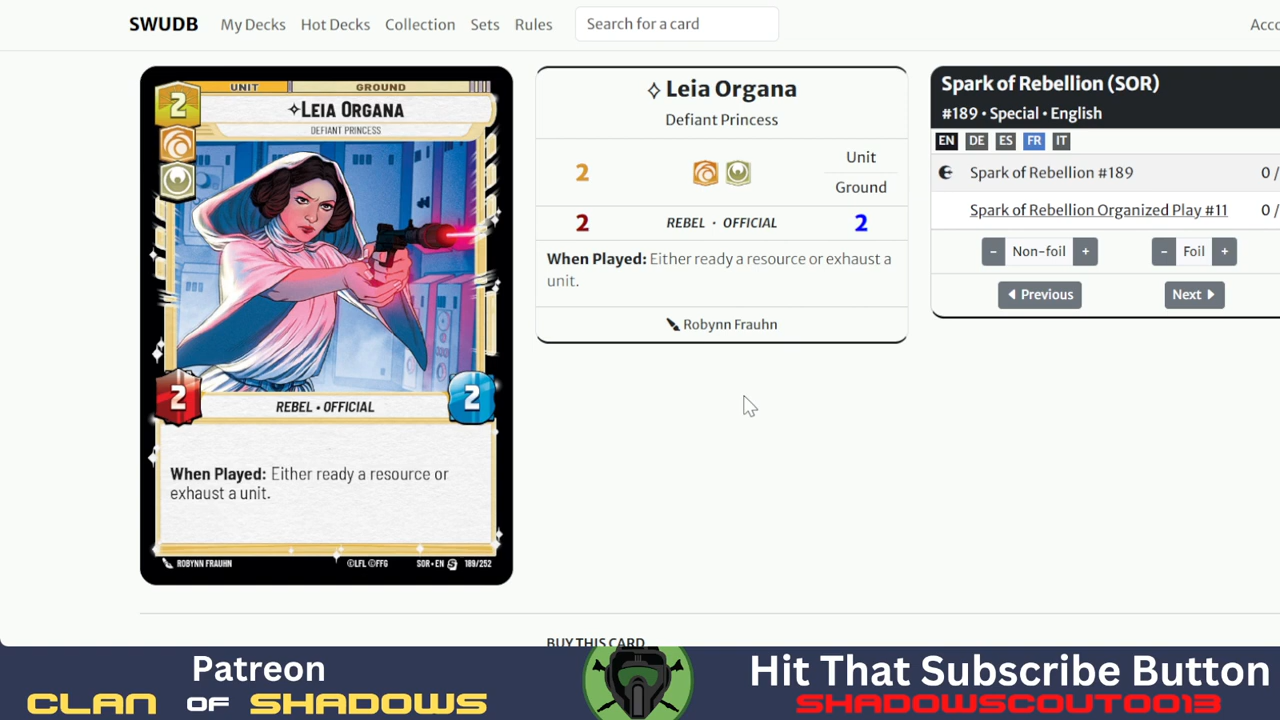 SWUDB My Decks Hot Decks Collection Sets Rules Search for a card Acco
UNIT GROUND
2
LEIA ORGANA
DEFIANT PRINCESS
2 REBEL • OFFICIAL 2
When Played: Either ready a resource or
exhaust a unit.
ROBYNN FRAUHN ©LFL ©FFG SOR • EN S 189/252
Leia Organa
Defiant Princess
2 Unit
Ground
2 REBEL · OFFICIAL 2
When Played: Either ready a resource or exhaust a
unit.
Robynn Frauhn
Spark of Rebellion (SOR)
#189 • Special • English
EN DE ES FR IT
Spark of Rebellion #189 0 /
Spark of Rebellion Organized Play #11 0 /
- Non-foil + - Foil +
Previous Next
BUY THIS CARD
Patreon
CLAN OF SHADOWS
Hit That Subscribe Button
SHADOWSCOUTOO13